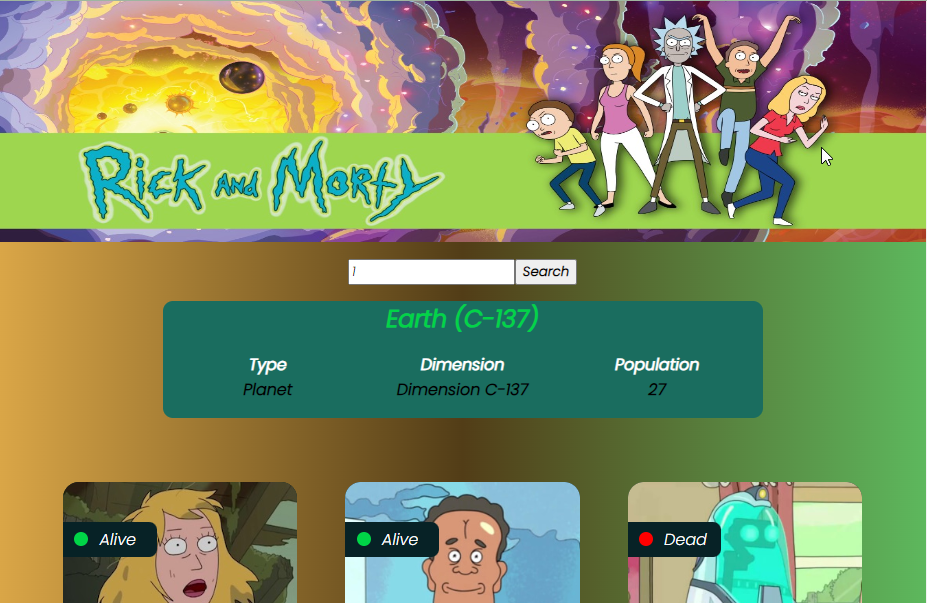 Rick and Morty
1 Search
Earth (C-137)
Type Dimension Population
Planet Dimension C-137 27
Alive Alive Dead